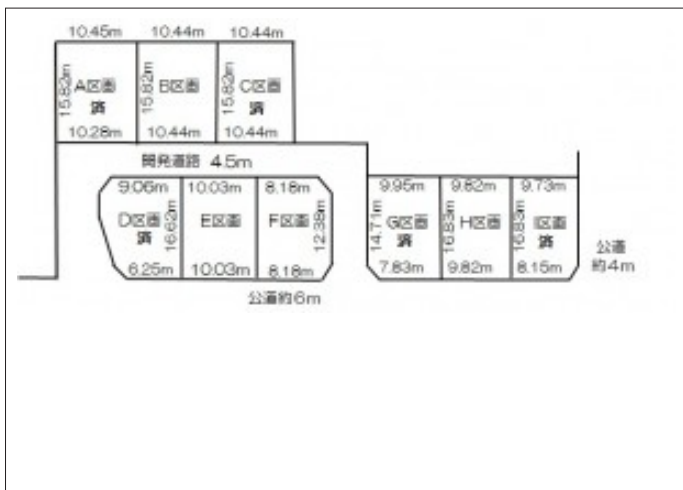 10.45m 10.44m 10.44m
15.82m A区画 済
15.82m B区画
15.82m C区画 済
10.28m 10.44m 10.44m
開発道路 4.5m
9.06m 10.03m 8.18m
D区画 済 16.62m
E区画
F区画 12.38m
6.25m 10.03m 8.18m
公道約6m
9.95m 9.82m 9.73m
14.71m G区画 済
16.83m H区画
16.83m I区画 済
7.83m 9.82m 8.15m
公道
約4m